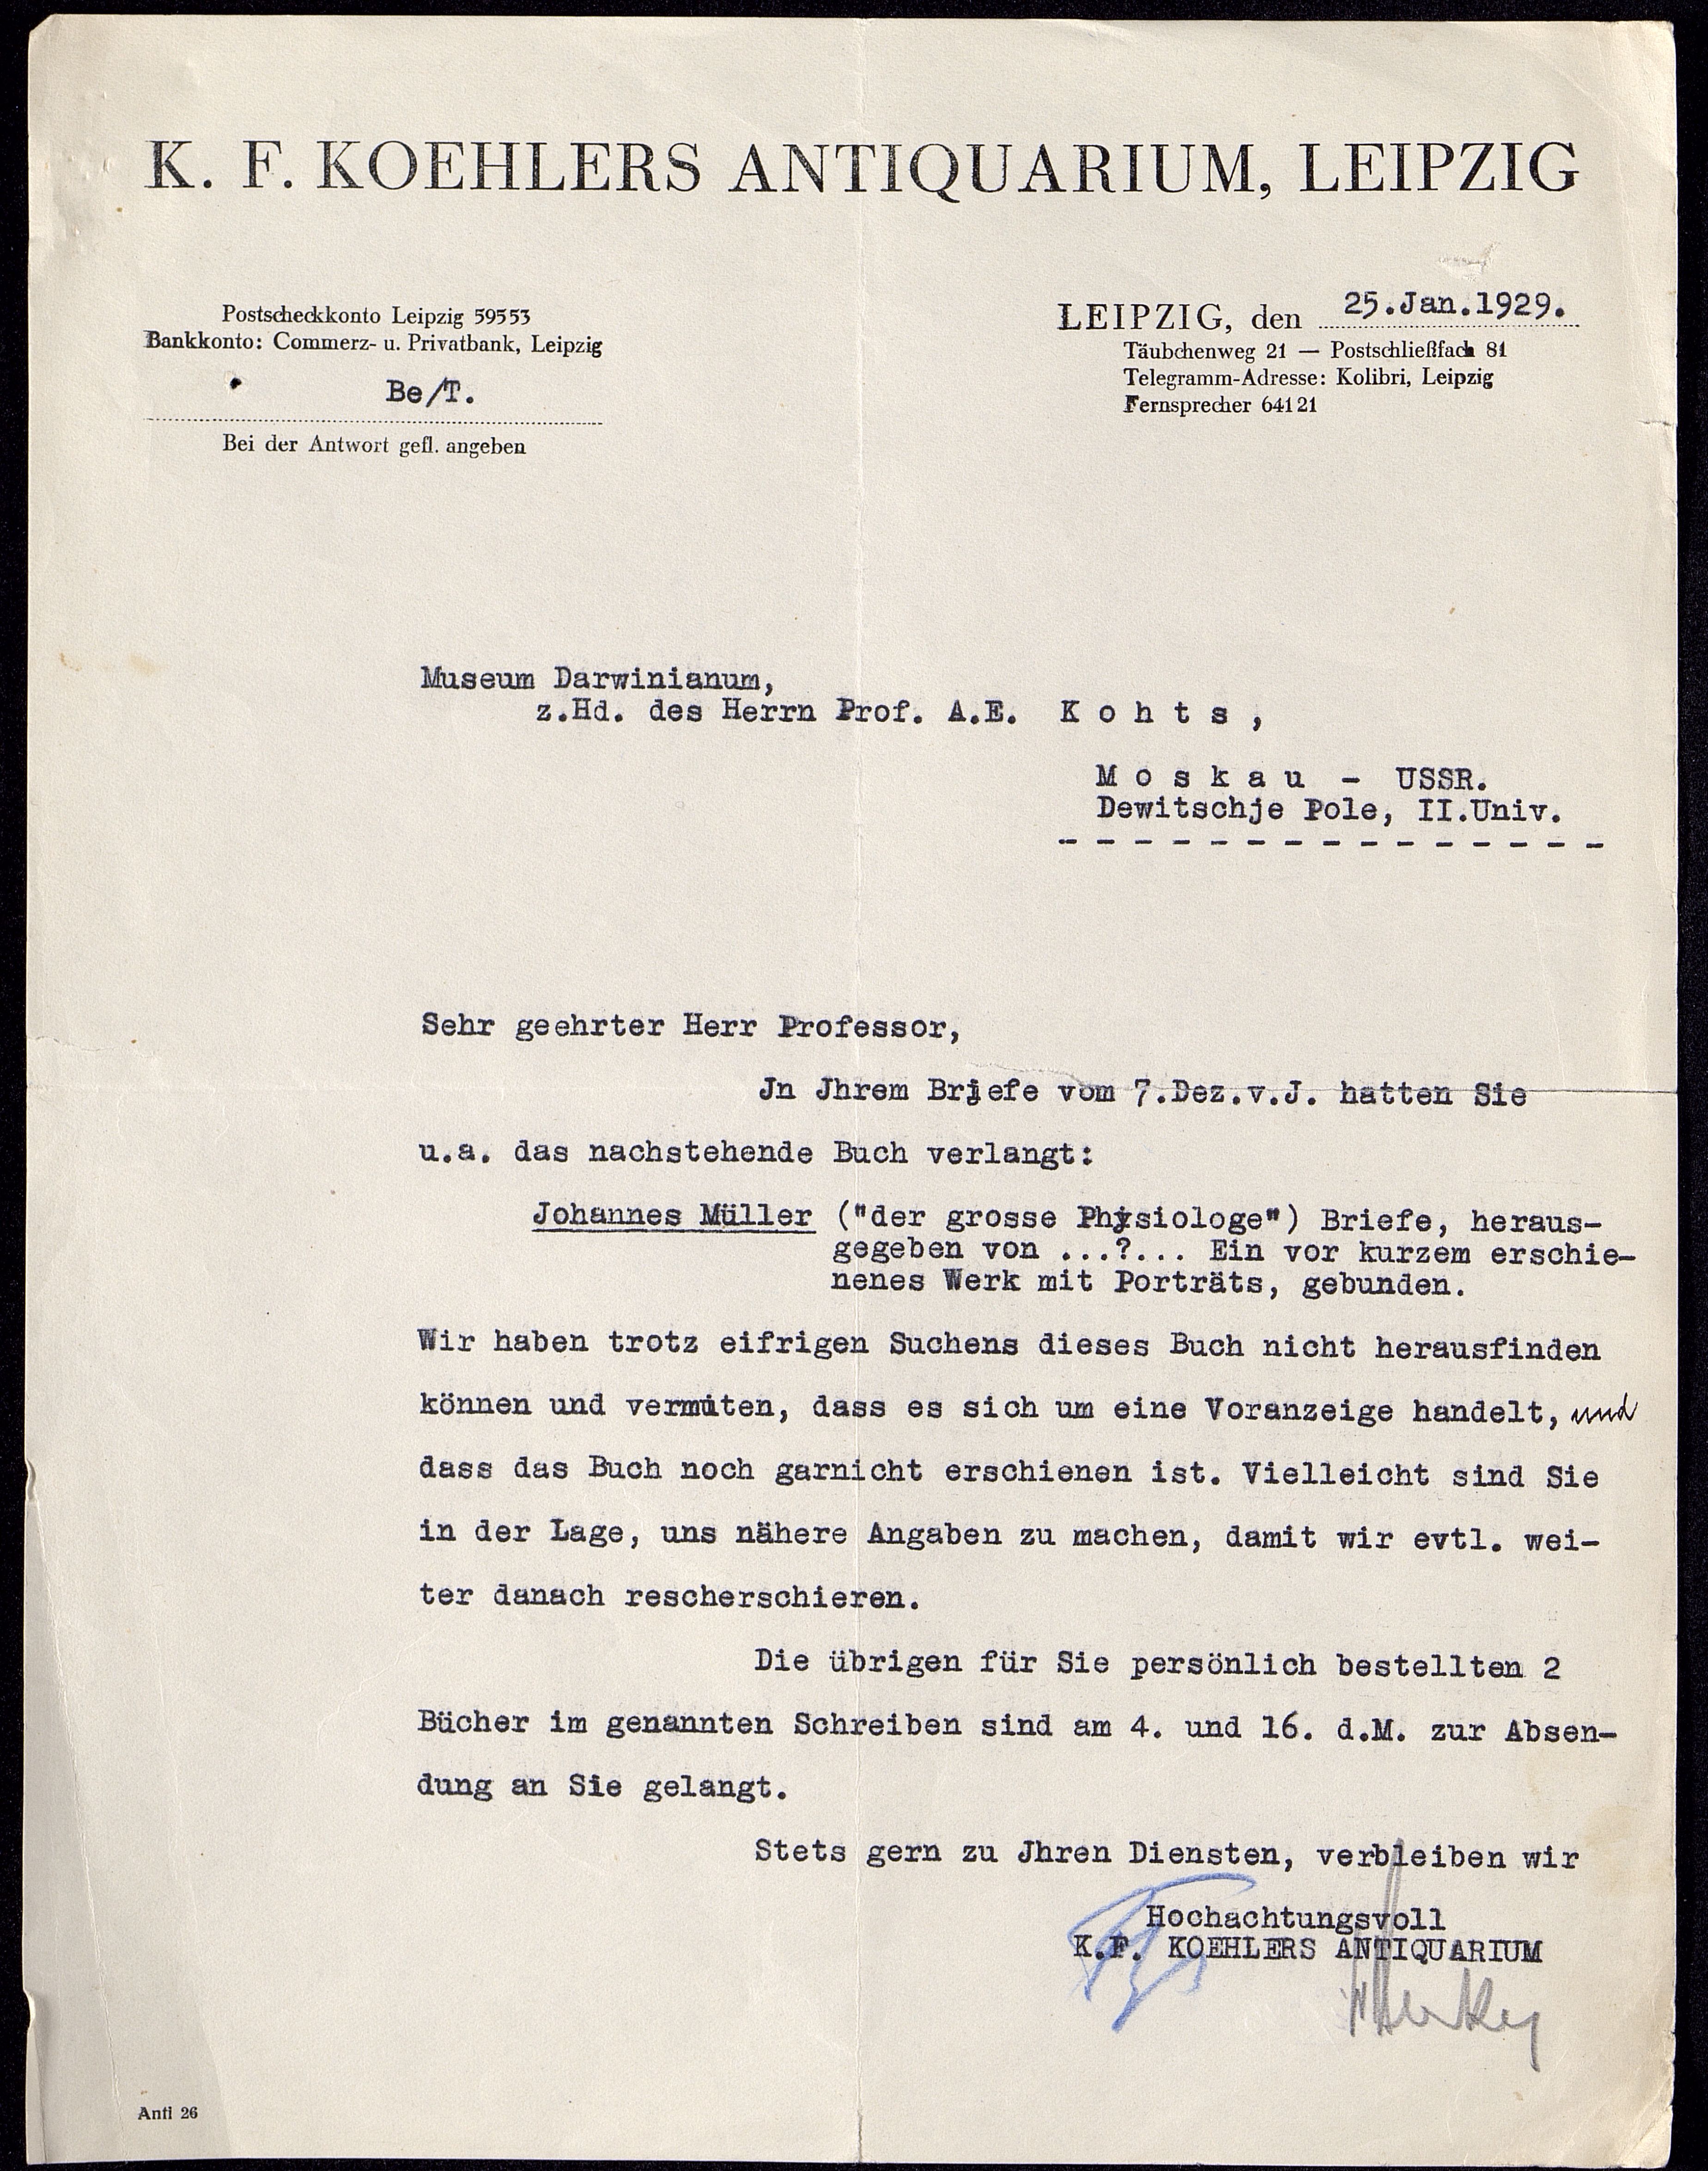 K. F. KOEHLERS ANTIQUARIUM, LEIPZIG
Postscheckkonto Leipzig 59553
Bankkonto: Commerz- u. Privatbank, Leipzig
Be/T.
Bei der Antwort gefl. angeben
LEIPZIG, den 25.Jan.1929.
Täubchenweg 21 — Postschließfach 81
Telegramm-Adresse: Kolibri, Leipzig
Fernsprecher 64121
Museum Darwinianum,
z.Hd. des Herrn Prof. A.E. K o h t s ,
M o s k a u - USSR.
Dewitschje Pole, II.Univ.
- - - - - - - - - - - - - - -
Sehr geehrter Herr Professor,
Jn Jhrem Briefe vom 7.Dez.v.J. hatten Sie
u.a. das nachstehende Buch verlangt:
Johannes Müller ("der grosse Physiologe") Briefe, heraus-
gegeben von ...?... Ein vor kurzem erschie-
nenes Werk mit Porträts, gebunden.
Wir haben trotz eifrigen Suchens dieses Buch nicht herausfinden
können und vermuten, dass es sich um eine Voranzeige handelt, und
dass das Buch noch garnicht erschienen ist. Vielleicht sind Sie
in der Lage, uns nähere Angaben zu machen, damit wir evtl. wei-
ter danach rescherschieren.
Die übrigen für Sie persönlich bestellten 2
Bücher im genannten Schreiben sind am 4. und 16. d.M. zur Absen-
dung an Sie gelangt.
Stets gern zu Jhren Diensten, verbleiben wir
Hochachtungsvoll
K.F. KOEHLERS ANTIQUARIUM
Anti 26